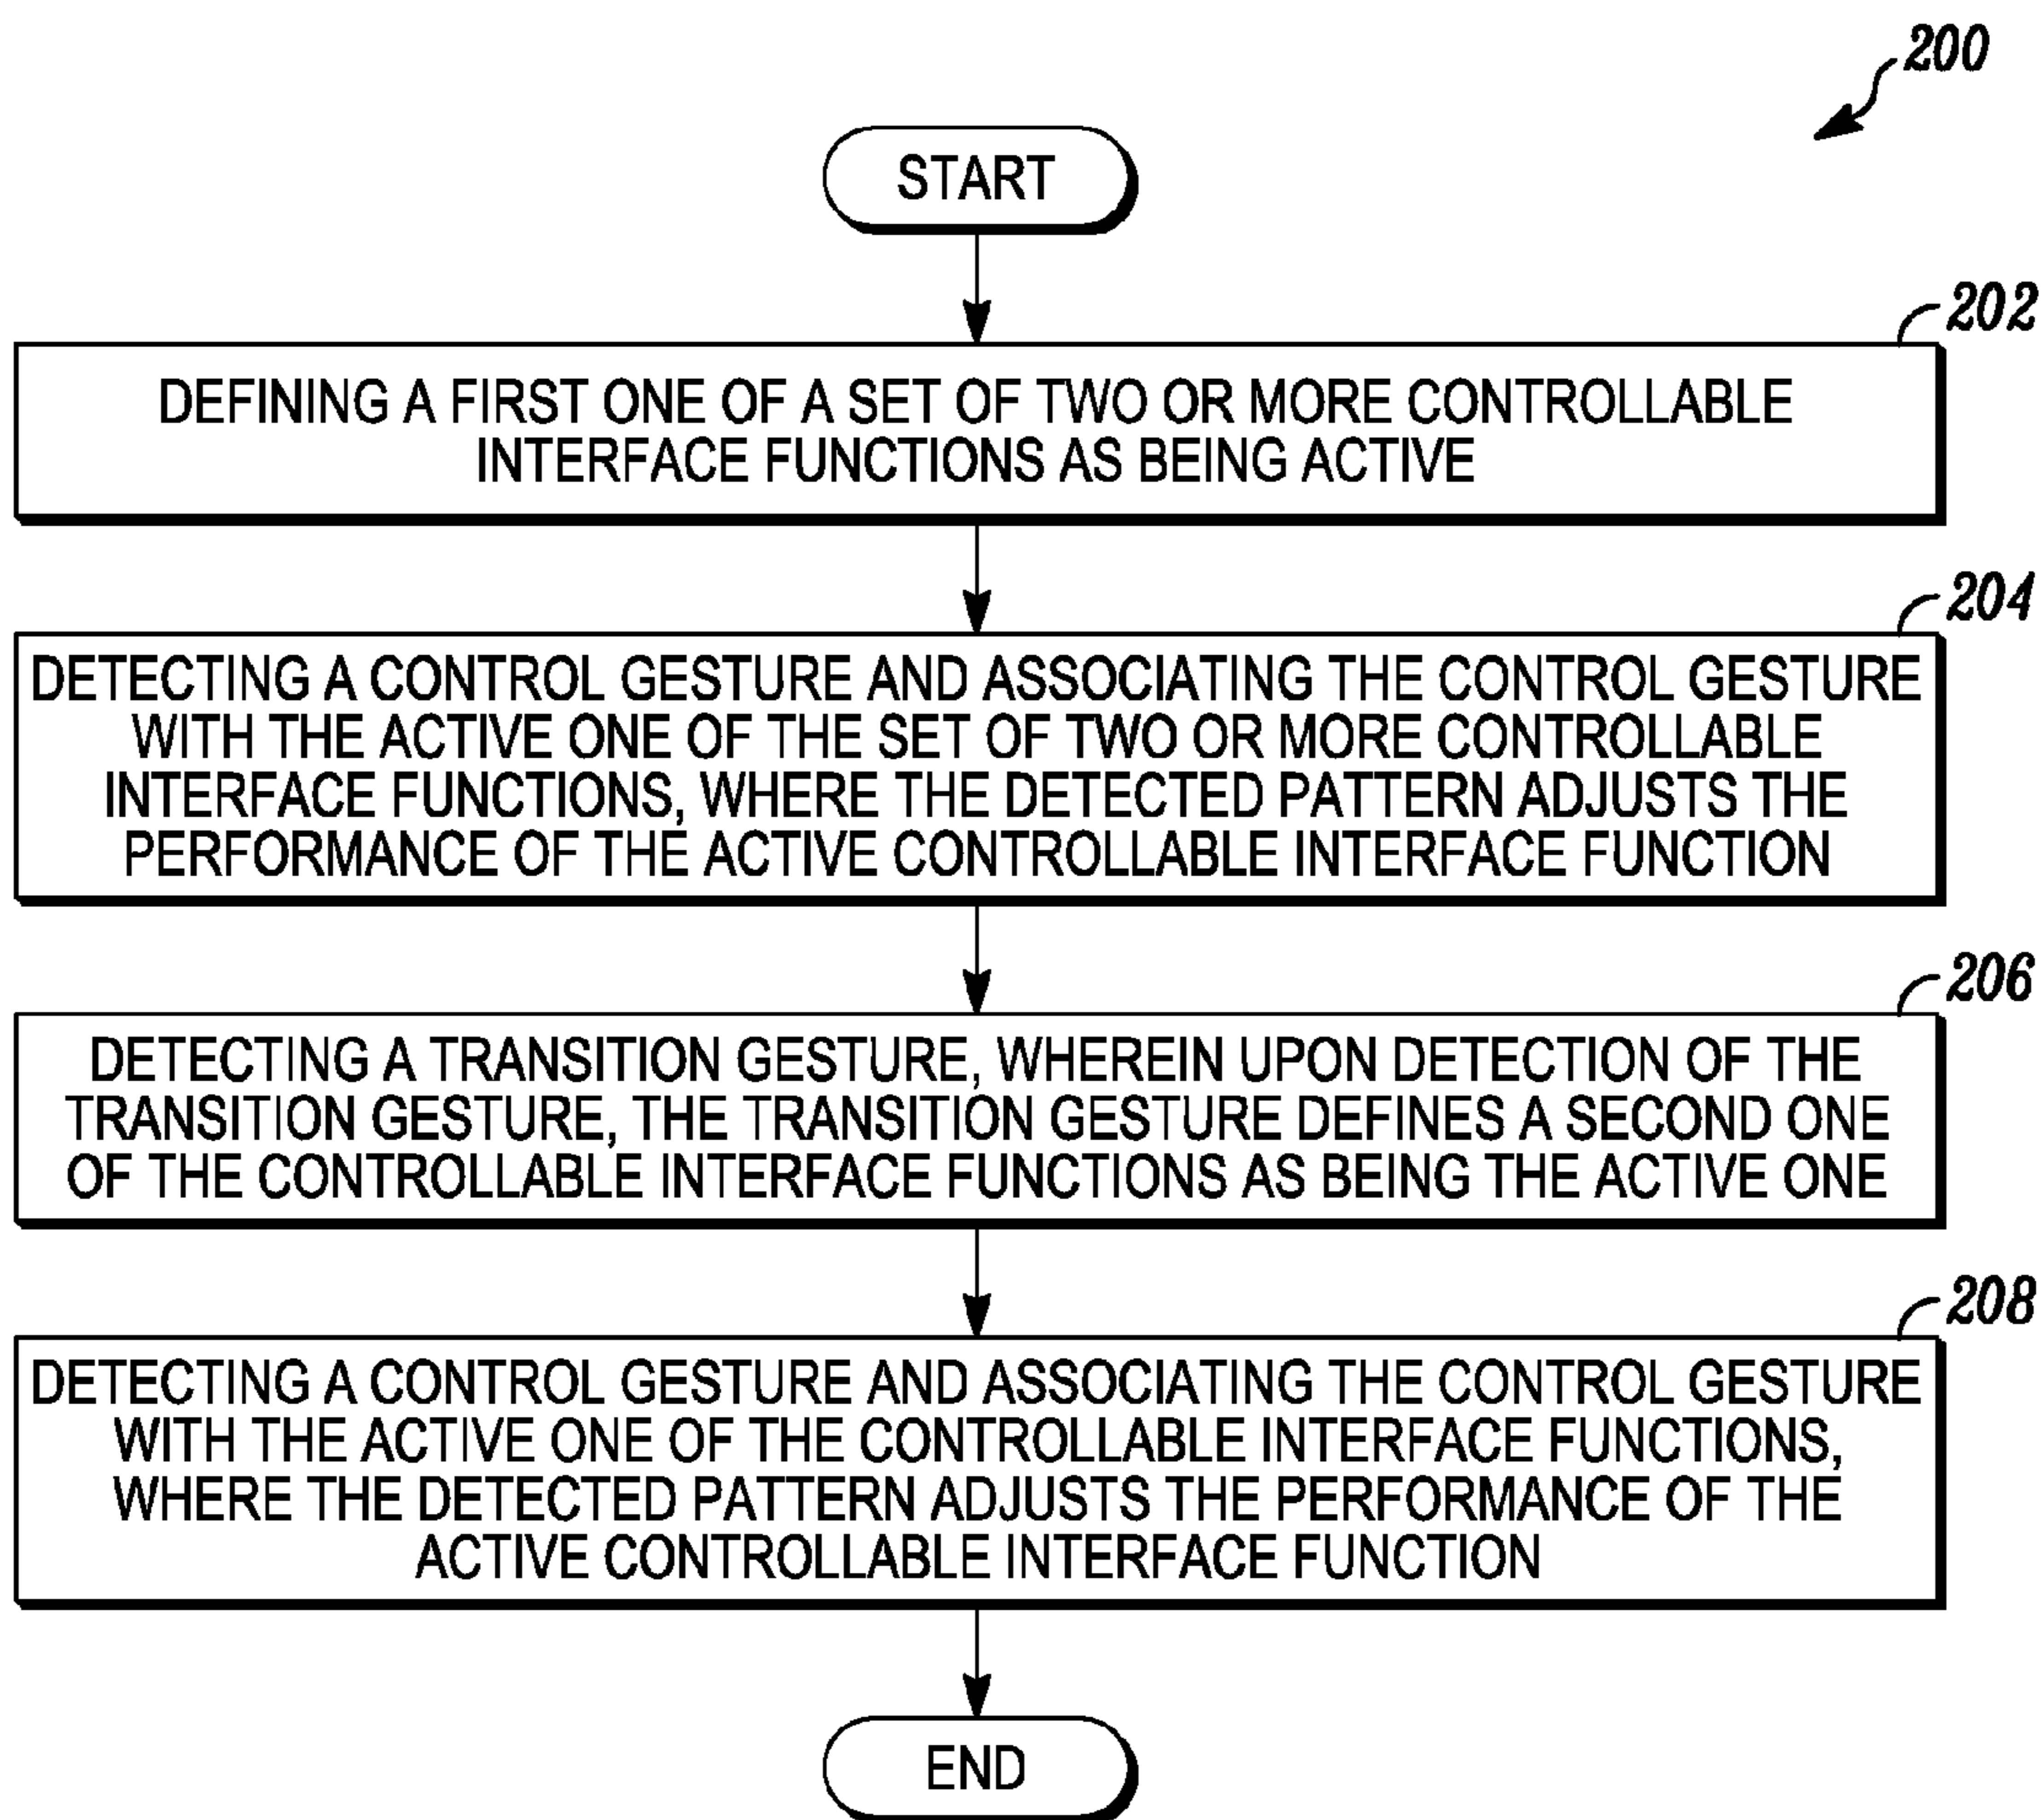 200
START
202
DEFINING A FIRST ONE OF A SET OF TWO OR MORE CONTROLLABLE
INTERFACE FUNCTIONS AS BEING ACTIVE
204
DETECTING A CONTROL GESTURE AND ASSOCIATING THE CONTROL GESTURE
WITH THE ACTIVE ONE OF THE SET OF TWO OR MORE CONTROLLABLE
INTERFACE FUNCTIONS, WHERE THE DETECTED PATTERN ADJUSTS THE
PERFORMANCE OF THE ACTIVE CONTROLLABLE INTERFACE FUNCTION
206
DETECTING A TRANSITION GESTURE, WHEREIN UPON DETECTION OF THE
TRANSITION GESTURE, THE TRANSITION GESTURE DEFINES A SECOND ONE
OF THE CONTROLLABLE INTERFACE FUNCTIONS AS BEING THE ACTIVE ONE
208
DETECTING A CONTROL GESTURE AND ASSOCIATING THE CONTROL GESTURE
WITH THE ACTIVE ONE OF THE CONTROLLABLE INTERFACE FUNCTIONS,
WHERE THE DETECTED PATTERN ADJUSTS THE PERFORMANCE OF THE
ACTIVE CONTROLLABLE INTERFACE FUNCTION
END